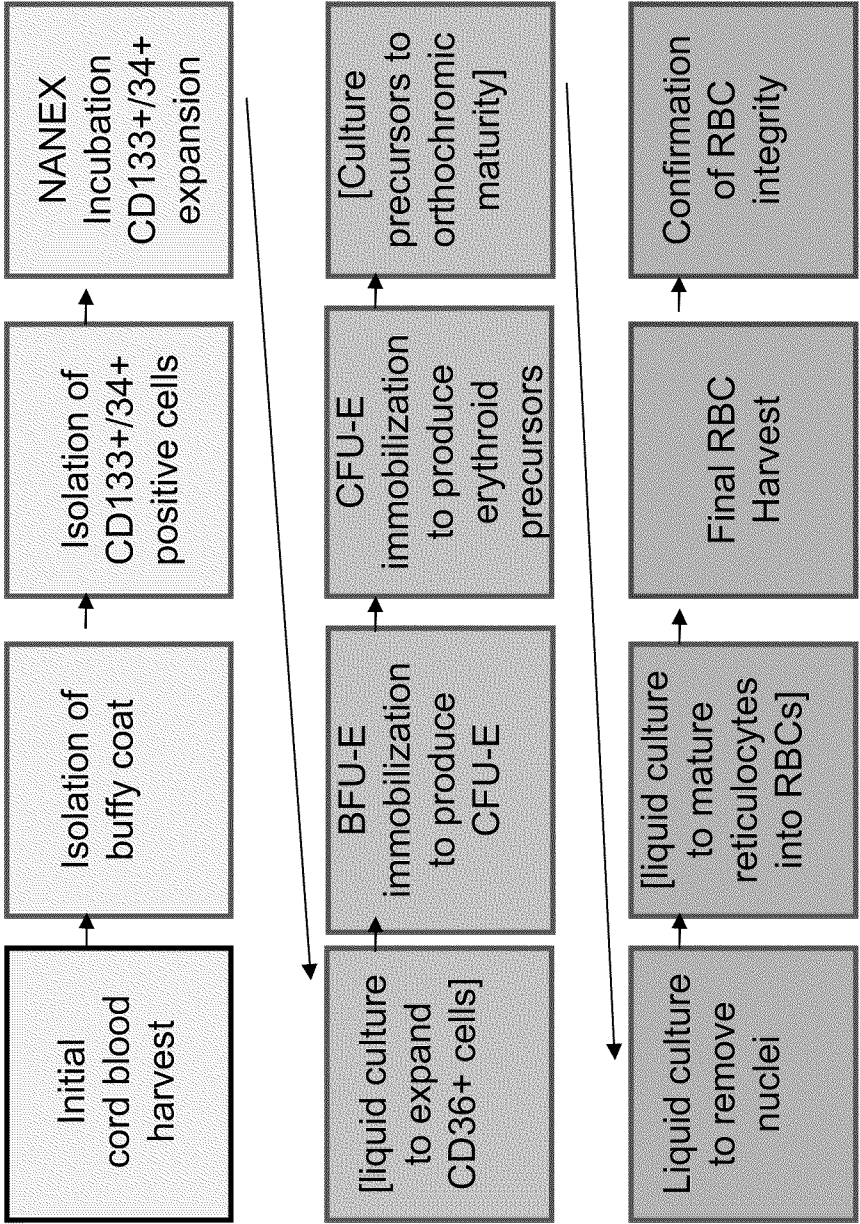 Initial
cord blood
harvest
Isolation of
buffy coat
Isolation of
CD133+/34+
positive cells
NANEX
Incubation
CD133+/34+
expansion
[liquid culture
to expand
CD36+ cells]
BFU-E
immobilization
to produce
CFU-E
CFU-E
immobilization
to produce
erythroid
precursors
[Culture
precursors to
orthochromic
maturity]
Liquid culture
to remove
nuclei
[liquid culture
to mature
reticulocytes
into RBCs]
Final RBC
Harvest
Confirmation
of RBC
integrity